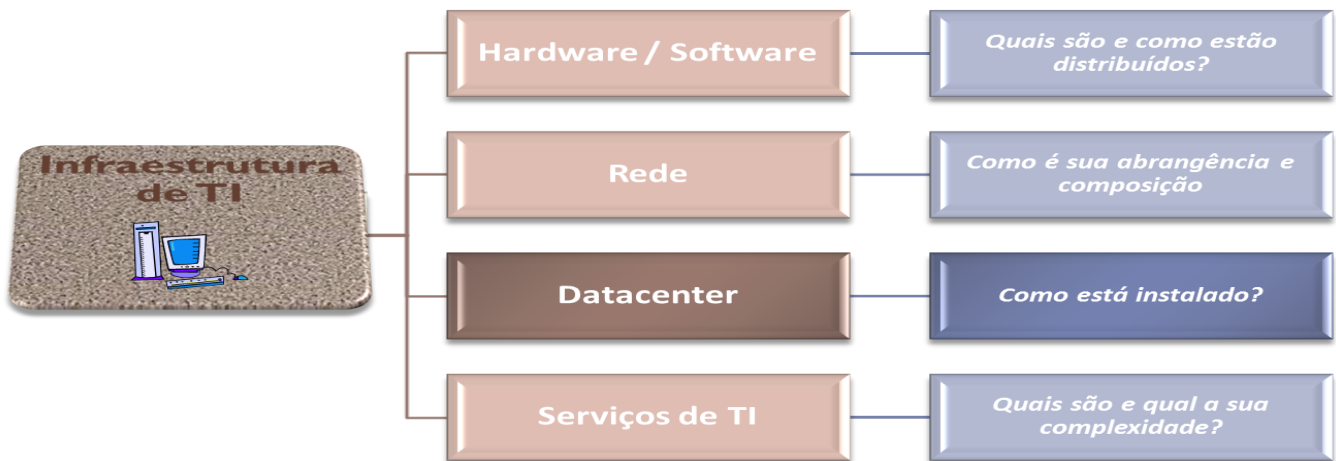 Infraestrutura
de TI
Hardware / Software
Quais são e como estão
distribuídos?
Rede
Como é sua abrangência e
composição
Datacenter
Como está instalado?
Serviços de TI
Quais são e qual a sua
complexidade?